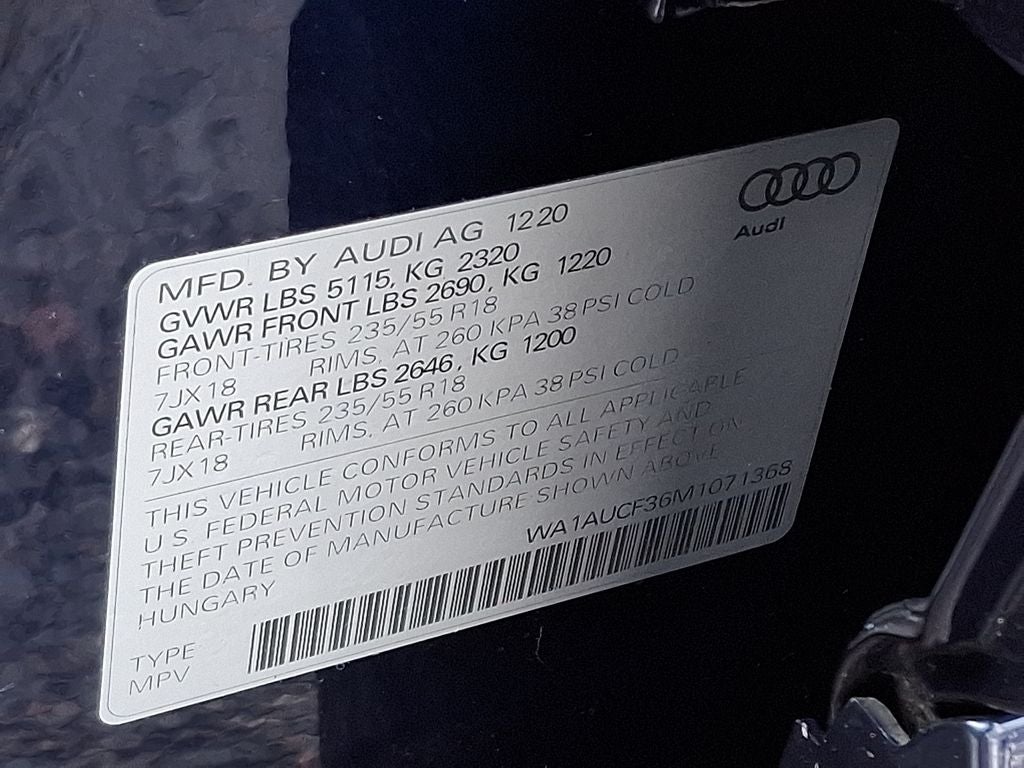 Audi
MFD. BY AUDI AG 1220
GVWR LBS 5115, KG 2320
GAWR FRONT LBS 2690, KG 1220
FRONT-TIRES 235/55 R18
7JX18 RIMS, AT 260 KPA 38 PSI COLD
GAWR REAR LBS 2646, KG 1200
REAR-TIRES 235/55 R18
7JX18 RIMS, AT 260 KPA 38 PSI COLD
THIS VEHICLE CONFORMS TO ALL APPLICABLE
U S. FEDERAL MOTOR VEHICLE SAFETY AND
THEFT PREVENTION STANDARDS IN EFFECT ON
THE DATE OF MANUFACTURE SHOWN ABOVE
HUNGARY WA1AUCF36M1071368
TYPE
MPV